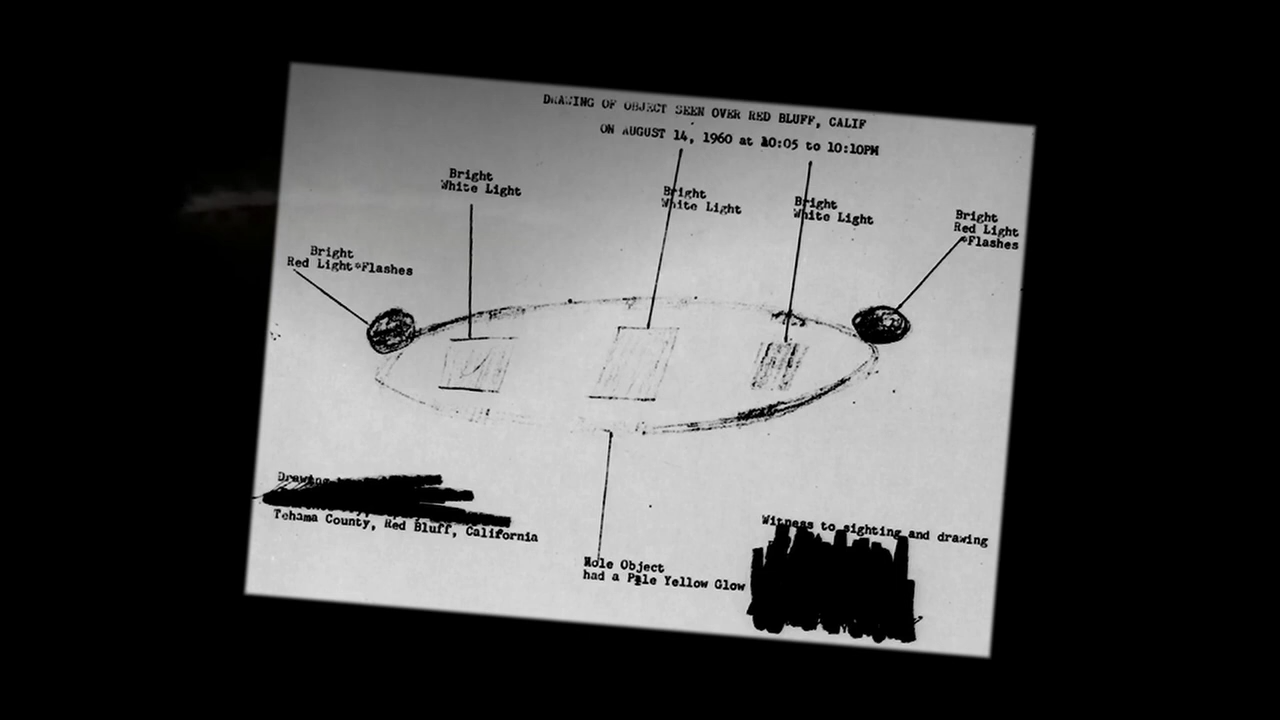 DRAWING OF OBJECT SEEN OVER RED BLUFF, CALIF
ON AUGUST 14, 1960 at 10:05 to 10:10PM
Bright
White Light
Bright
White Light
Bright
White Light
Bright
Red Light
Flashes
Bright
Red Light Flashes
Drawing
Tehama County, Red Bluff, California
Witness to sighting and drawing
Hole Object
had a Pale Yellow Glow